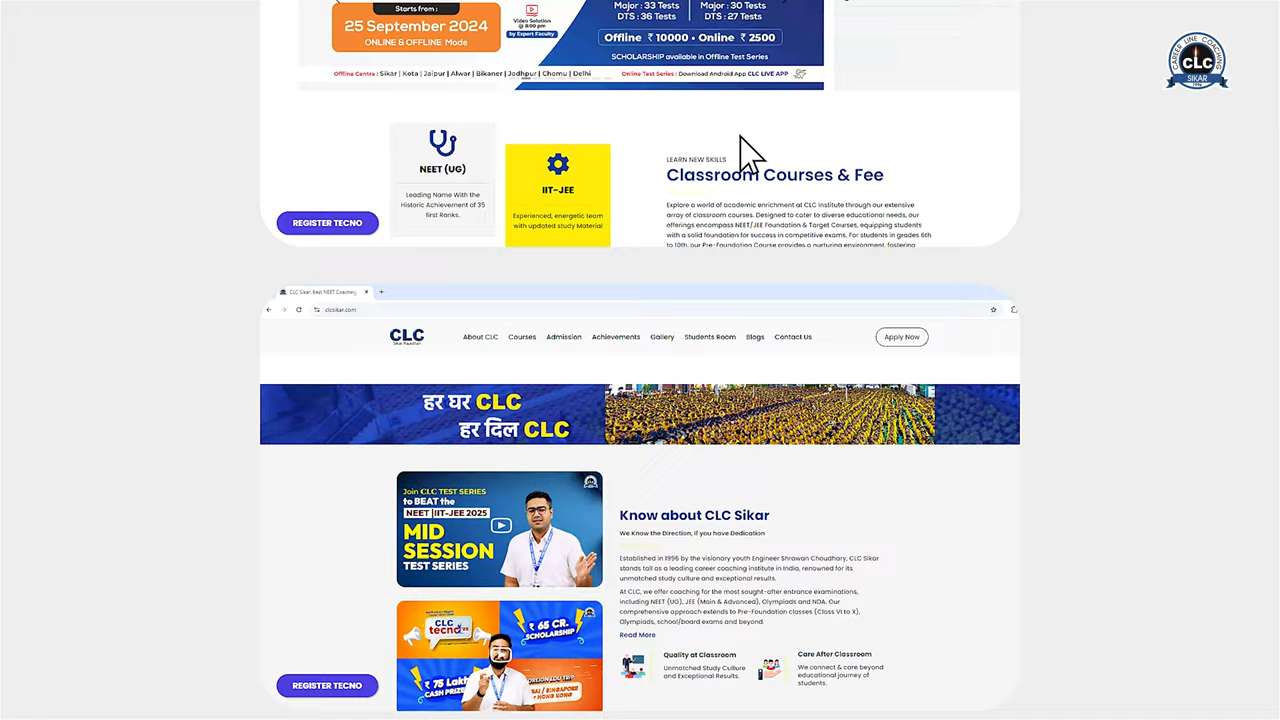 Starts from :
25 September 2024
ONLINE & OFFLINE Mode
Video Solution
@ 8:00 pm
by Expert Faculty
Major : 33 Tests
DTS : 36 Tests
Major : 30 Tests
DTS : 27 Tests
Offline ₹ 10000 • Online ₹ 2500
SCHOLARSHIP available in Offline Test Series
Offline Centre : Sikar | Kota | Jaipur | Alwar | Bikaner | Jodhpur | Chomu | Delhi
Online Test Series : Download Android App CLC LIVE APP
CAREER LINE COACHING
CLC
SIKAR
1996
NEET (UG)
Leading Name With the
Historic Achievement of 35
first Ranks.
IIT-JEE
Experienced, energetic team
with updated study Material
REGISTER TECNO
LEARN NEW SKILLS
Classroom Courses & Fee
Explore a world of academic enrichment at CLC Institute through our extensive
array of classroom courses. Designed to cater to diverse educational needs, our
offerings encompass NEET/JEE Foundation & Target Courses, equipping students
with a solid foundation for success in competitive exams. For students in grades 6th
to 10th, our Pre-Foundation Course provides a nurturing environment, fostering
CLC Sikar: Best NEET Coaching
clcsikar.com
CLC
Sikar Rajasthan
About CLC Courses Admission Achievements Gallery Students Room Blogs Contact Us
Apply Now
हर घर CLC
हर दिल CLC
Join CLC TEST SERIES
to BEAT the
NEET | IIT-JEE 2025
MID
SESSION
TEST SERIES
Know about CLC Sikar
We Know the Direction, If you have Dedication
Established in 1996 by the visionary youth Engineer Shrawan Choudhary, CLC Sikar
stands tall as a leading career coaching institute in India, renowned for its
unmatched study culture and exceptional results.
At CLC, we offer coaching for the most sought-after entrance examinations,
including NEET (UG), JEE (Main & Advanced), Olympiads and NDA. Our
comprehensive approach extends to Pre-Foundation classes (Class VI to X),
Olympiads, school/board exams and beyond.
Read More
CLC
tecno
₹ 65 CR.
SCHOLARSHIP
₹ 75 Lakh
CASH PRIZE
TRIP
/ SINGAPORE
HONG KONG
Quality at Classroom
Unmatched Study Culture
and Exceptional Results.
Care After Classroom
We connect & care beyond
educational journey of
students.
REGISTER TECNO